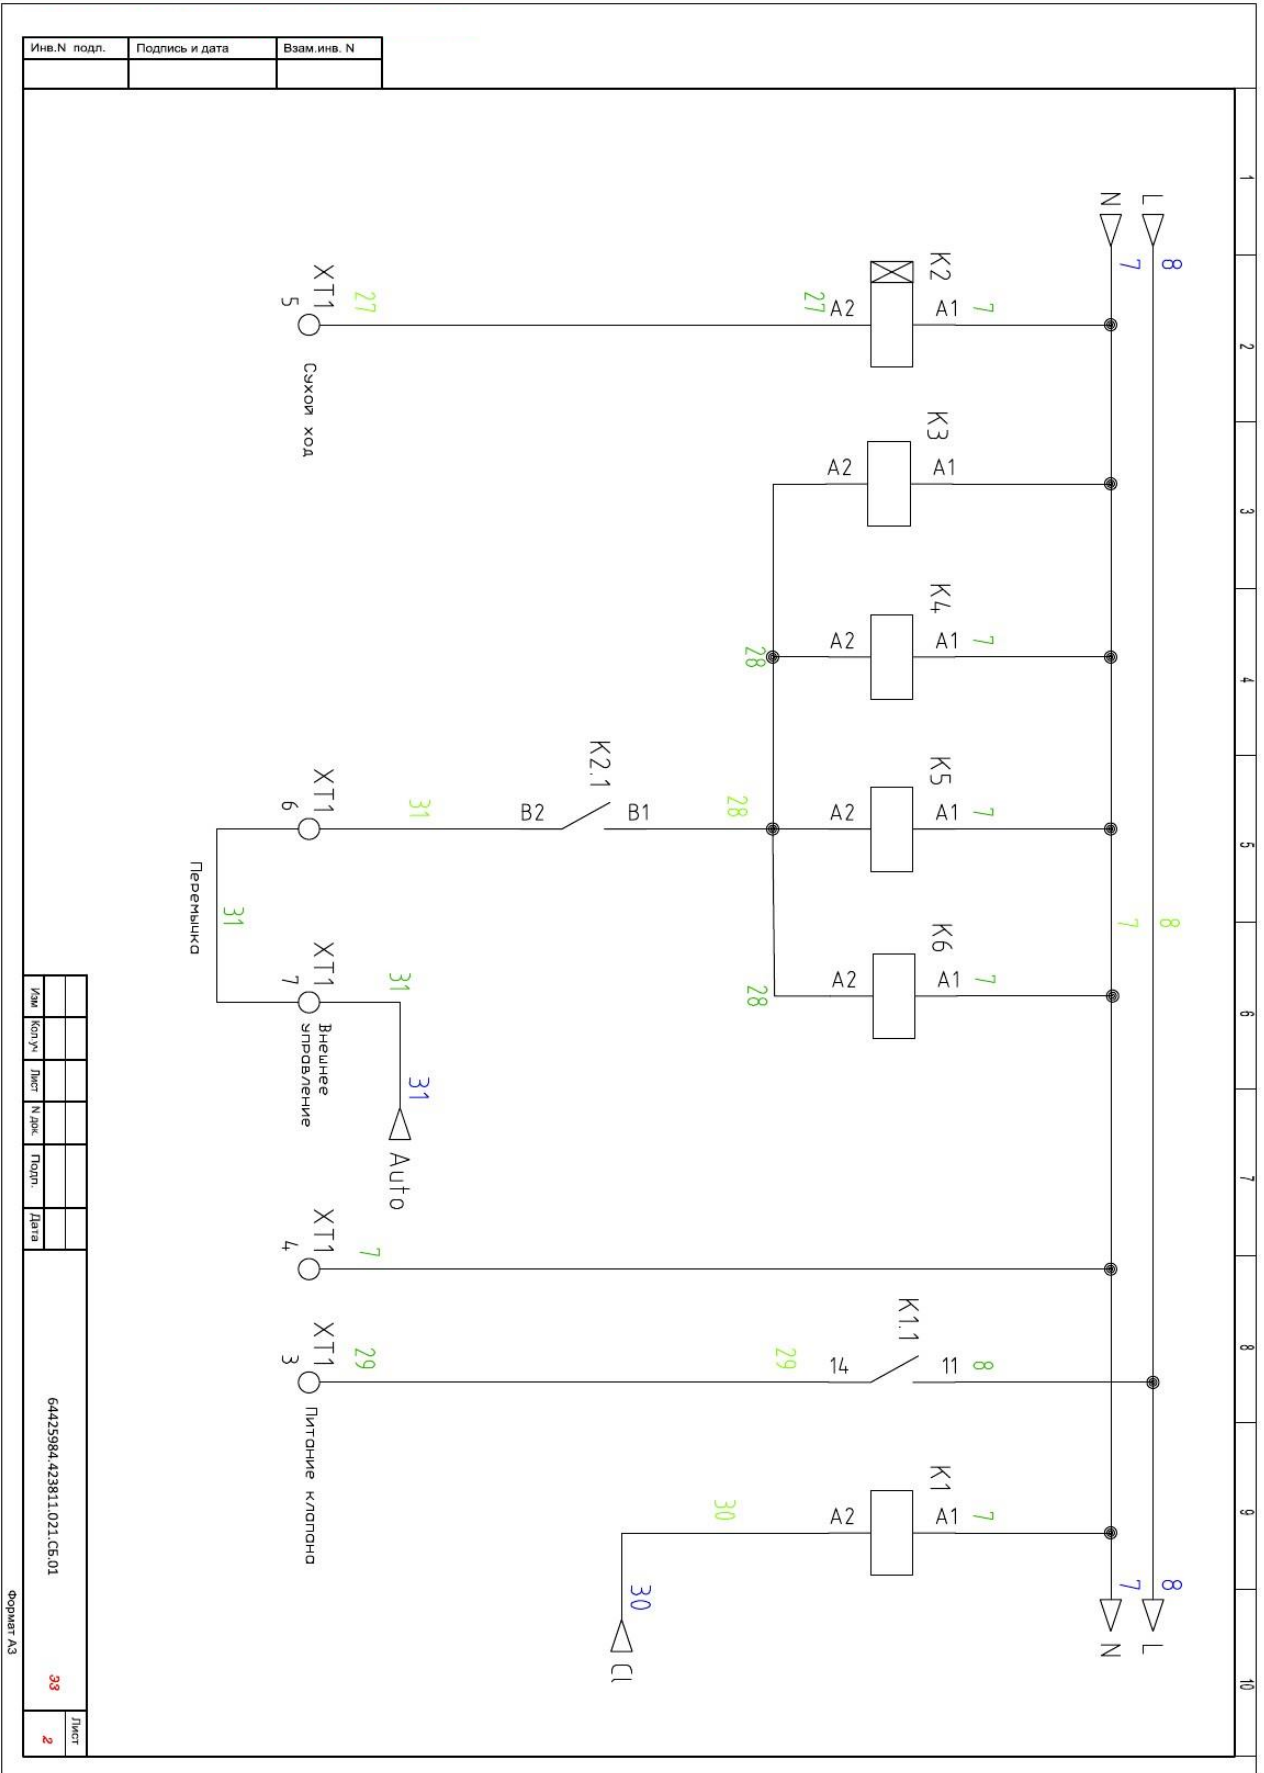 Инв.N подл.
Подпись и дата
Взам.инв. N
1
2
3
4
5
6
7
8
9
10
L
8
8
8
L
N
7
7
7
N
K2
A1
7
A2
27
27
XT1
5
Сухой ход
K3
A1
A2
K4
A1
7
A2
28
K5
A1
7
A2
28
K2.1
B1
B2
31
XT1
6
Перемычка
31
K6
A1
7
A2
28
XT1
7
31
Внешнее
управление
31
Auto
XT1
4
7
K1.1
11
8
14
29
29
XT1
3
Питание клапана
K1
A1
7
A2
30
30
CL
Изм
Кол.уч
Лист
N док.
Подп.
Дата
64425984.423811.021.СБ.01
ЭЗ
Лист
2
Формат А3